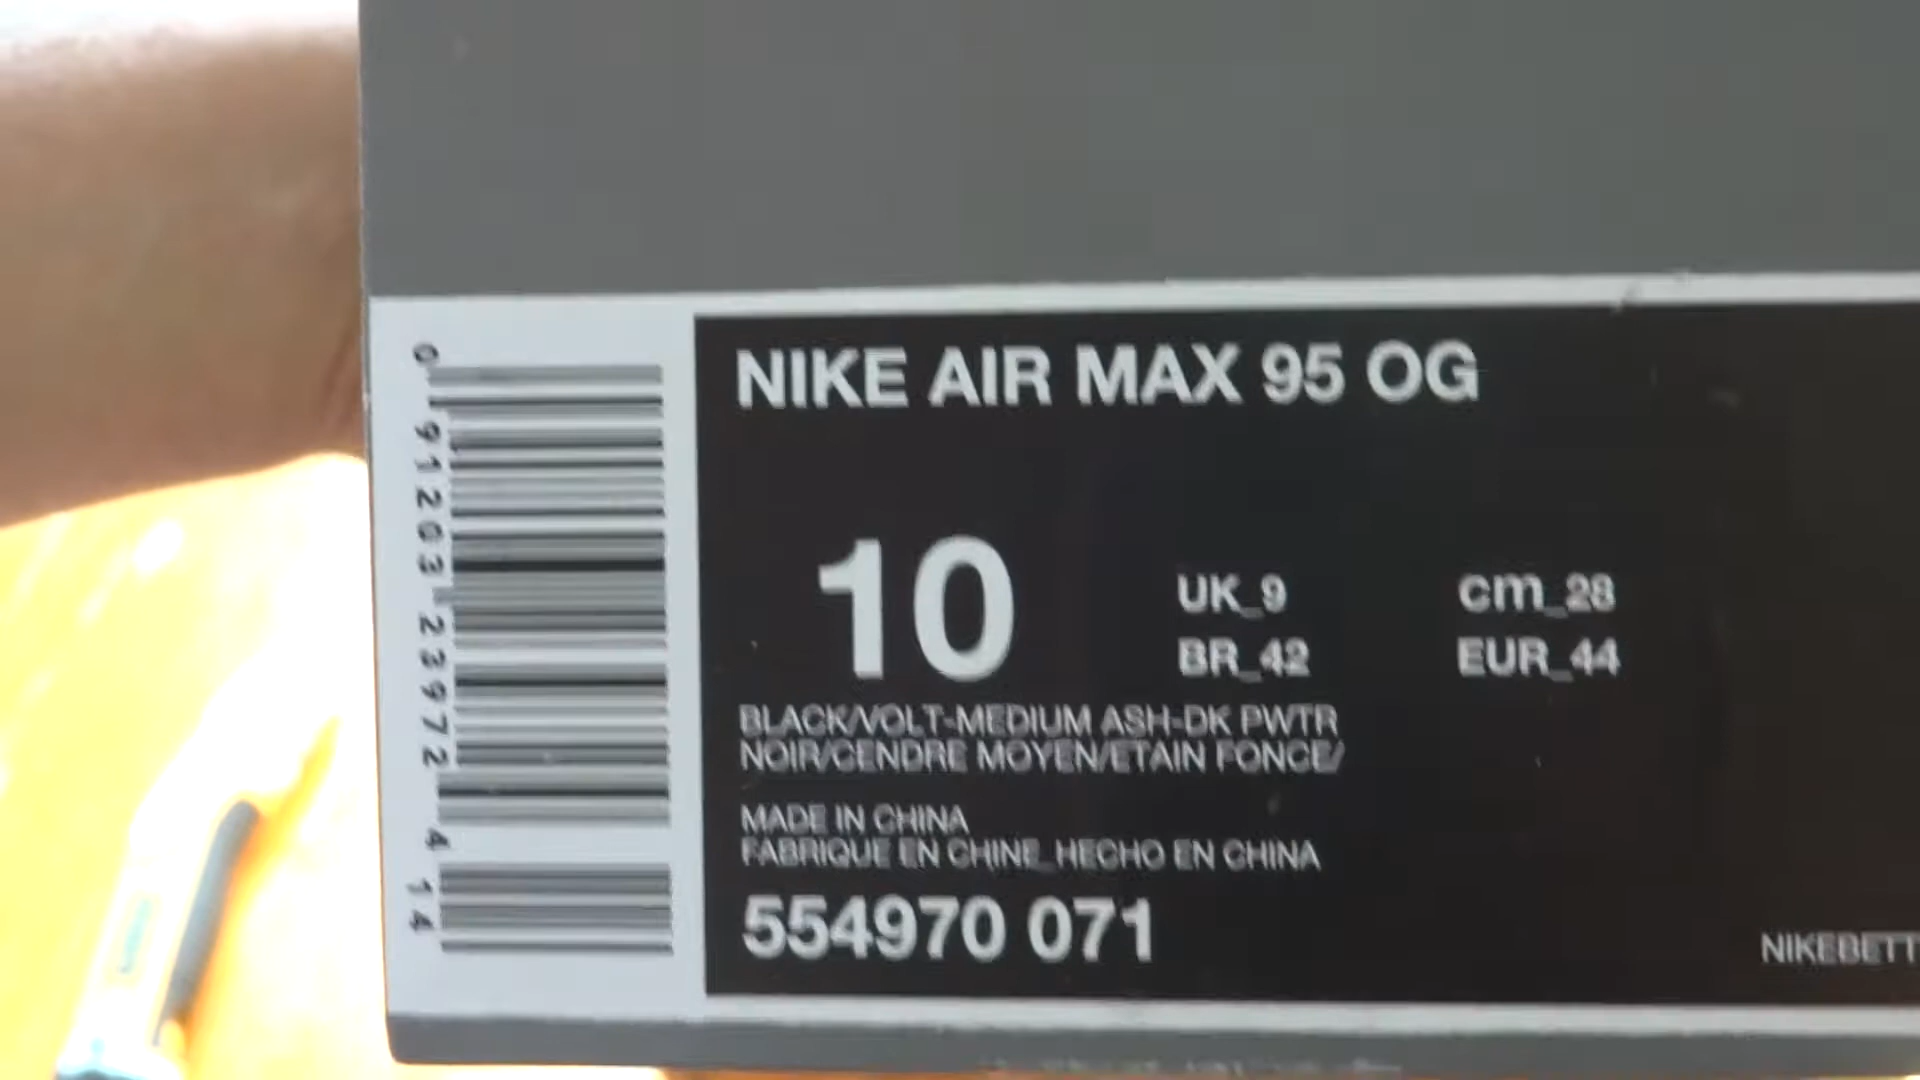 NIKE AIR MAX 95 OG
10
UK_9
cm_28
BR_42
EUR_44
BLACK/VOLT-MEDIUM ASH-DK PWTR
NOIR/CENDRE MOYEN/ETAIN FONCE/
MADE IN CHINA
FABRIQUE EN CHINE_HECHO EN CHINA
554970 071
NIKEBETT
0 91203 23972 4 14